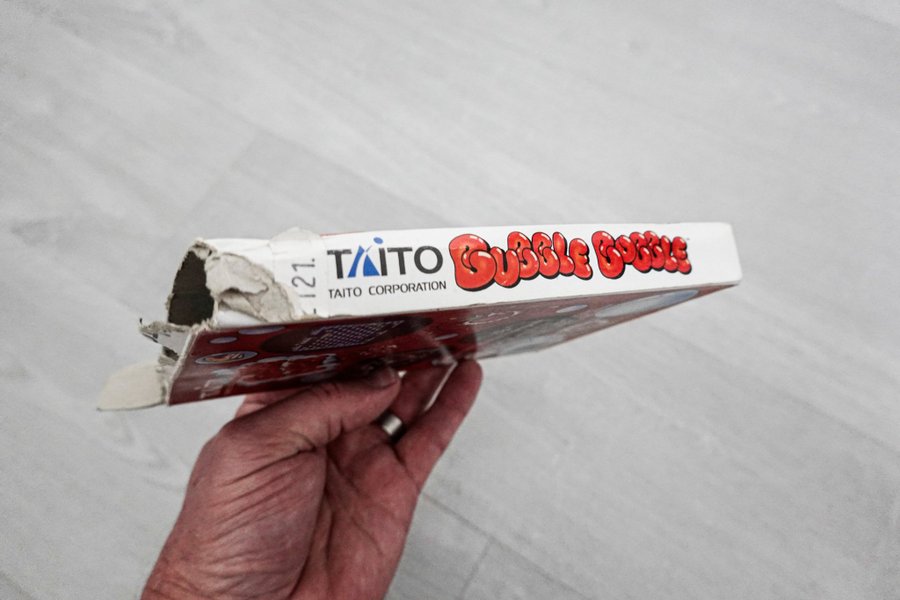 121.
TAITO
TAITO CORPORATION
BUBBLE BOBBLE